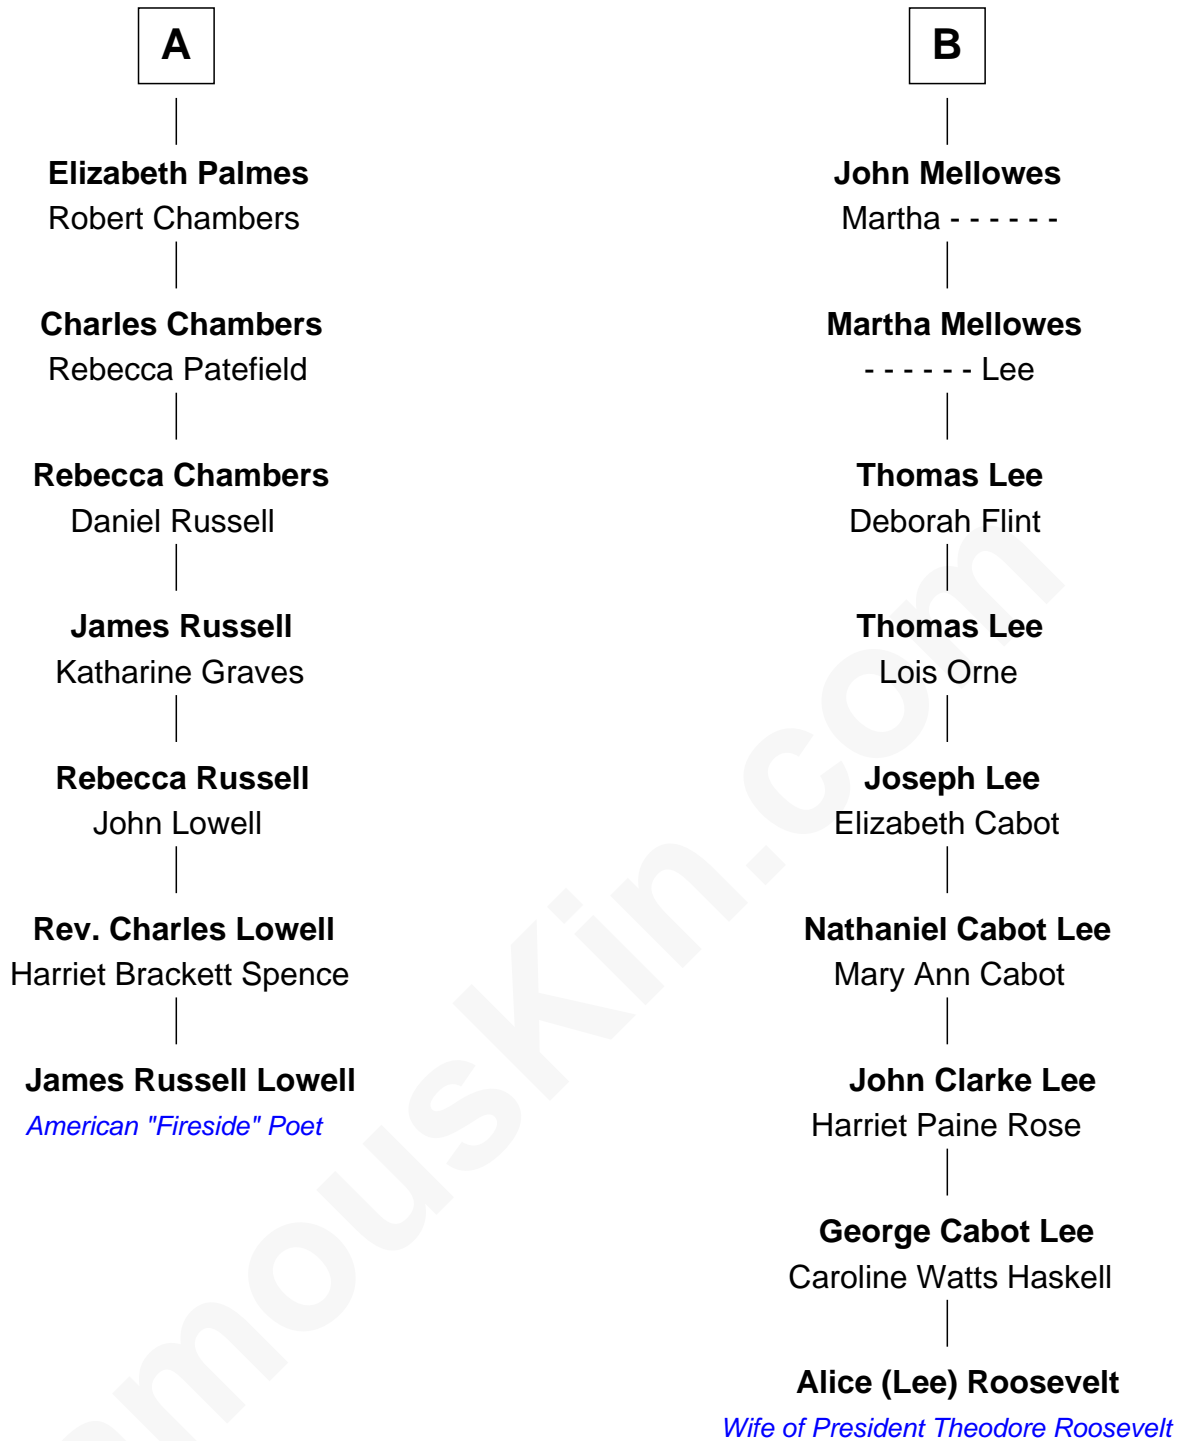 A
Elizabeth Palmes
Robert Chambers
Charles Chambers
Rebecca Patefield
Rebecca Chambers
Daniel Russell
James Russell
Katharine Graves
Rebecca Russell
John Lowell
Rev. Charles Lowell
Harriet Brackett Spence
James Russell Lowell
American "Fireside" Poet
B
John Mellowes
Martha - - - - - -
Martha Mellowes
- - - - - - Lee
Thomas Lee
Deborah Flint
Thomas Lee
Lois Orne
Joseph Lee
Elizabeth Cabot
Nathaniel Cabot Lee
Mary Ann Cabot
John Clarke Lee
Harriet Paine Rose
George Cabot Lee
Caroline Watts Haskell
Alice (Lee) Roosevelt
Wife of President Theodore Roosevelt
mousKin.com